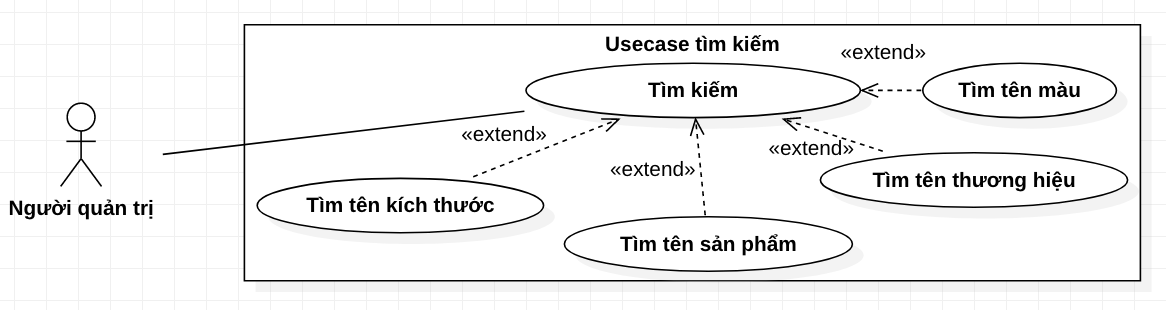 Usecase tìm kiếm
«extend»
Tìm kiếm
Tìm tên màu
«extend»
«extend»
«extend»
Tìm tên thương hiệu
Người quản trị
Tìm tên kích thước
Tìm tên sản phẩm